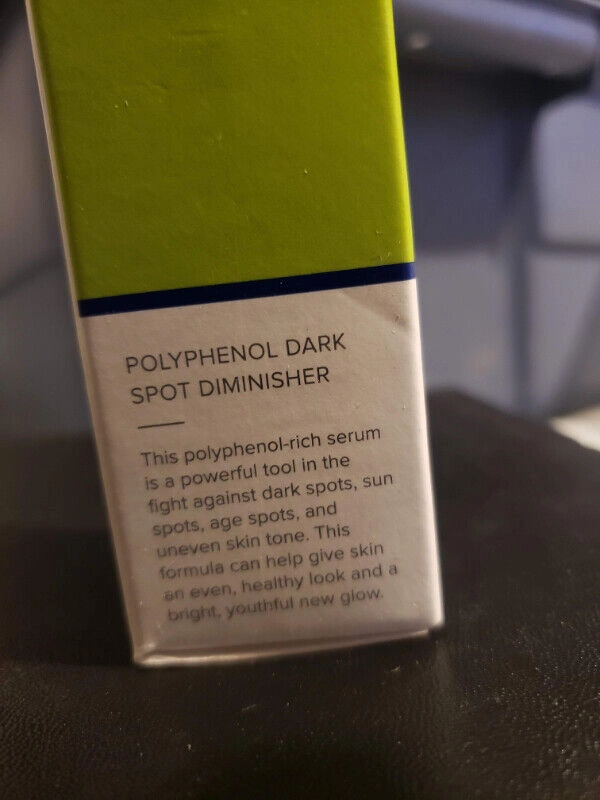 POLYPHENOL DARK
SPOT DIMINISHER
This polyphenol-rich serum
is a powerful tool in the
fight against dark spots, sun
spots, age spots, and
uneven skin tone. This
formula can help give skin
an even, healthy look and a
bright, youthful new glow.